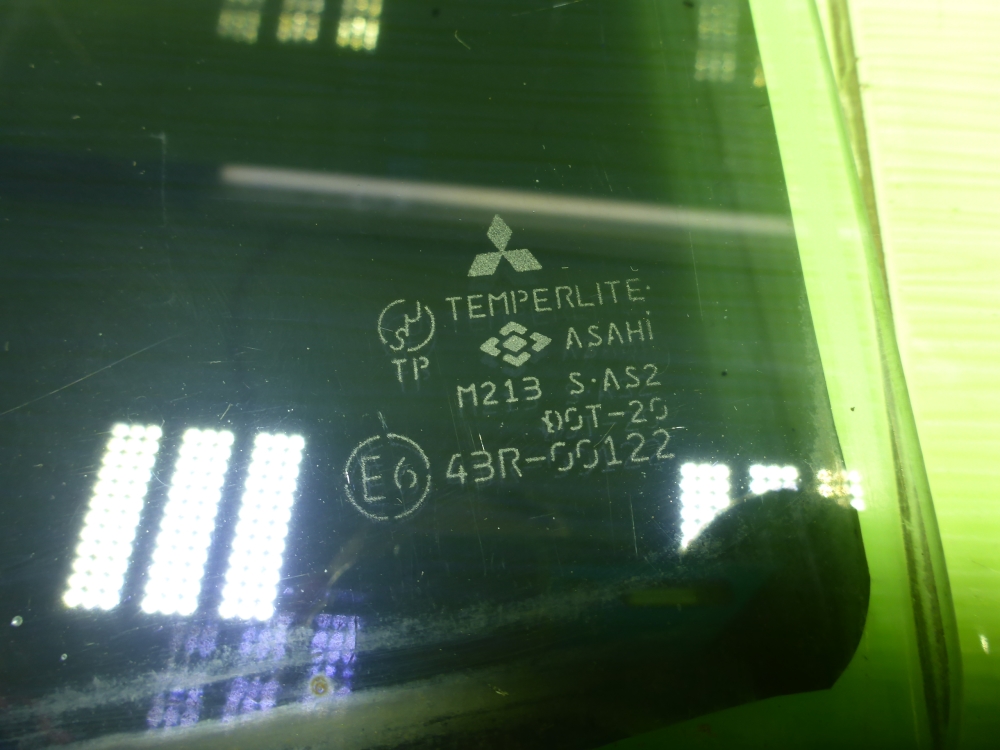 TEMPERLITE
ASAHI
TP
M213 S·AS2
DOT-20
E6 43R-00122